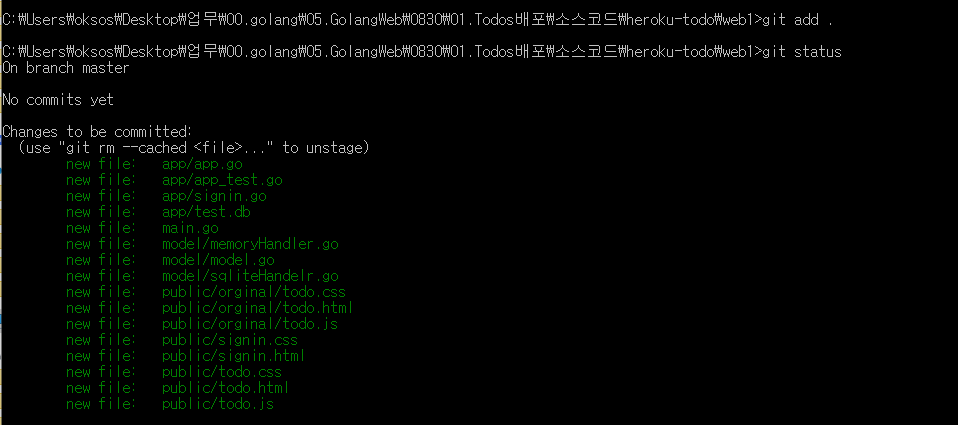 C:\Users\oksos\Desktop\업무\00.golang\05.GolangWeb\0830\01.Todos배포\소스코드\heroku-todo\web1>git add .
C:\Users\oksos\Desktop\업무\00.golang\05.GolangWeb\0830\01.Todos배포\소스코드\heroku-todo\web1>git status
On branch master
No commits yet
Changes to be committed:
(use "git rm --cached <file>..." to unstage)
new file: app/app.go
new file: app/app_test.go
new file: app/signin.go
new file: app/test.db
new file: main.go
new file: model/memoryHandler.go
new file: model/model.go
new file: model/sqliteHandelr.go
new file: public/orginal/todo.css
new file: public/orginal/todo.html
new file: public/orginal/todo.js
new file: public/signin.css
new file: public/signin.html
new file: public/todo.css
new file: public/todo.html
new file: public/todo.js